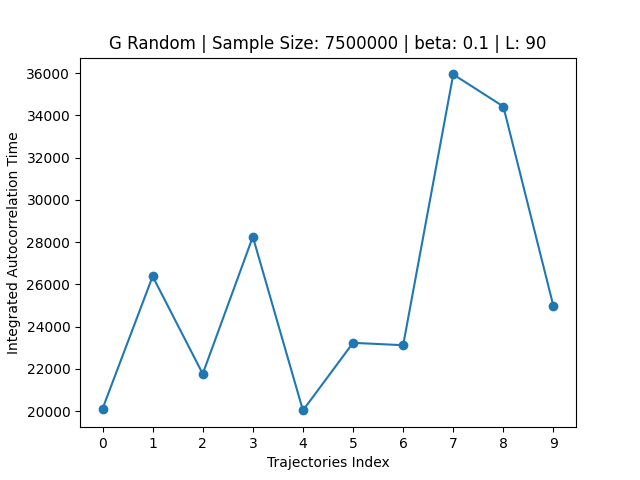 G Random | Sample Size: 7500000 | beta: 0.1 | L: 90
Integrated Autocorrelation Time
36000
34000
32000
30000
28000
26000
24000
22000
20000
0 1 2 3 4 5 6 7 8 9
Trajectories Index